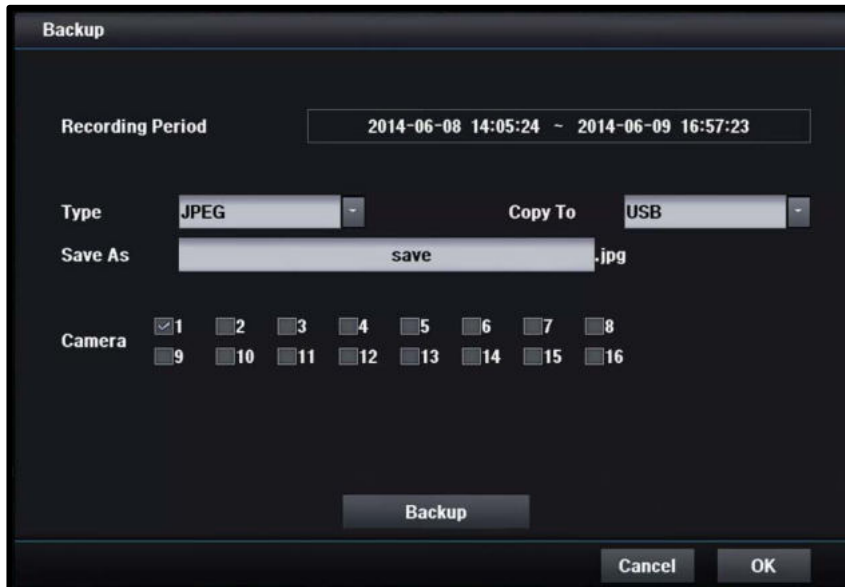 Backup
Recording Period 2014-06-08 14:05:24 ~ 2014-06-09 16:57:23
Type JPEG Copy To USB
Save As save .jpg
1 2 3 4 5 6 7 8
Camera
9 10 11 12 13 14 15 16
Backup
Cancel OK